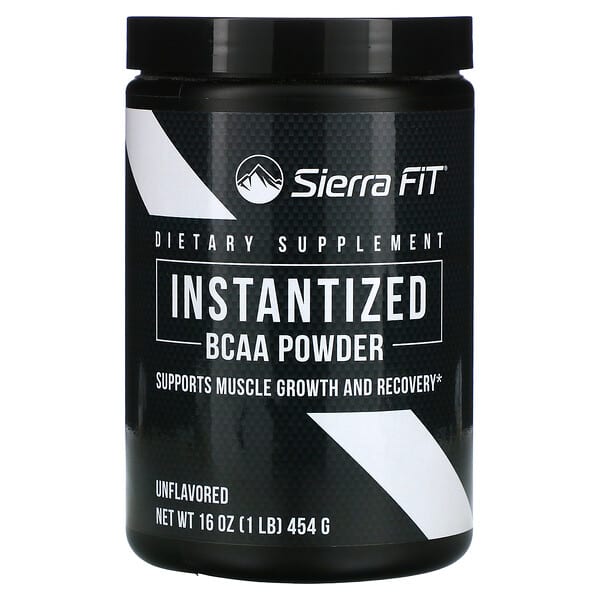 Sierra FiT®
DIETARY SUPPLEMENT
INSTANTIZED
BCAA POWDER
SUPPORTS MUSCLE GROWTH AND RECOVERY*
UNFLAVORED
NET WT 16 OZ (1 LB) 454 G